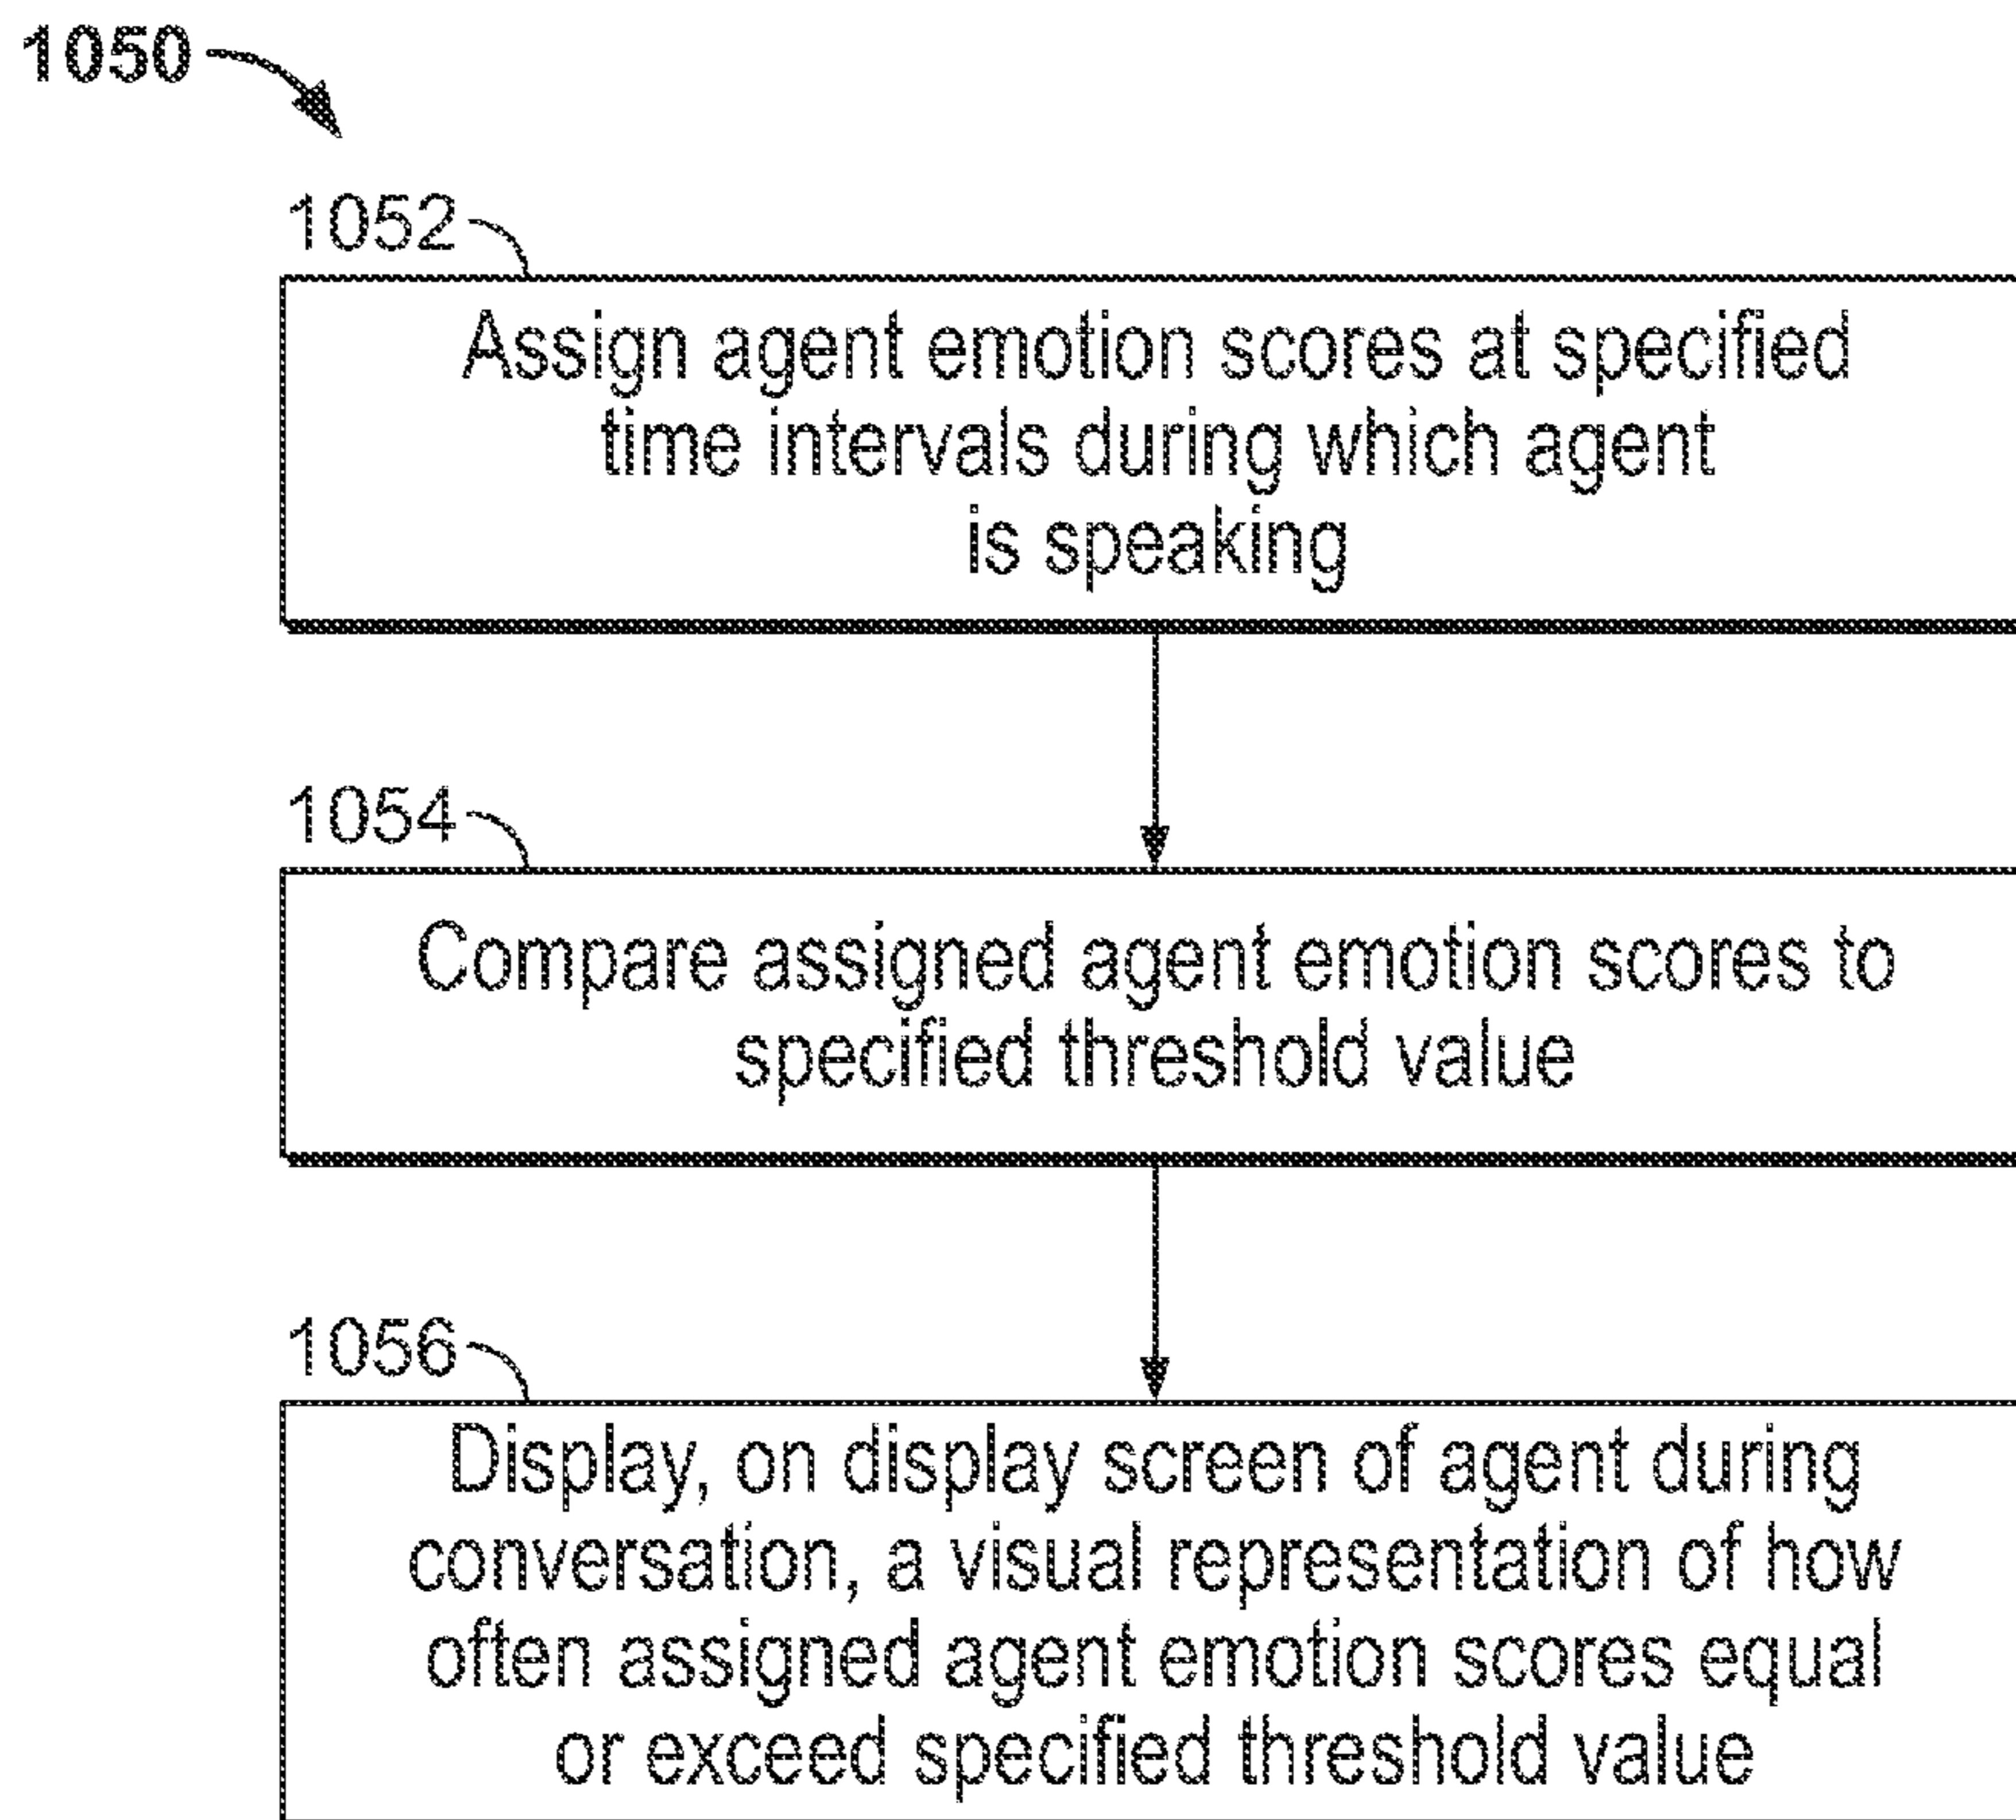 1050
1052
Assign agent emotion scores at specified
time intervals during which agent
is speaking
1054
Compare assigned agent emotion scores to
specified threshold value
1056
Display, on display screen of agent during
conversation, a visual representation of how
often assigned agent emotion scores equal
or exceed specified threshold value